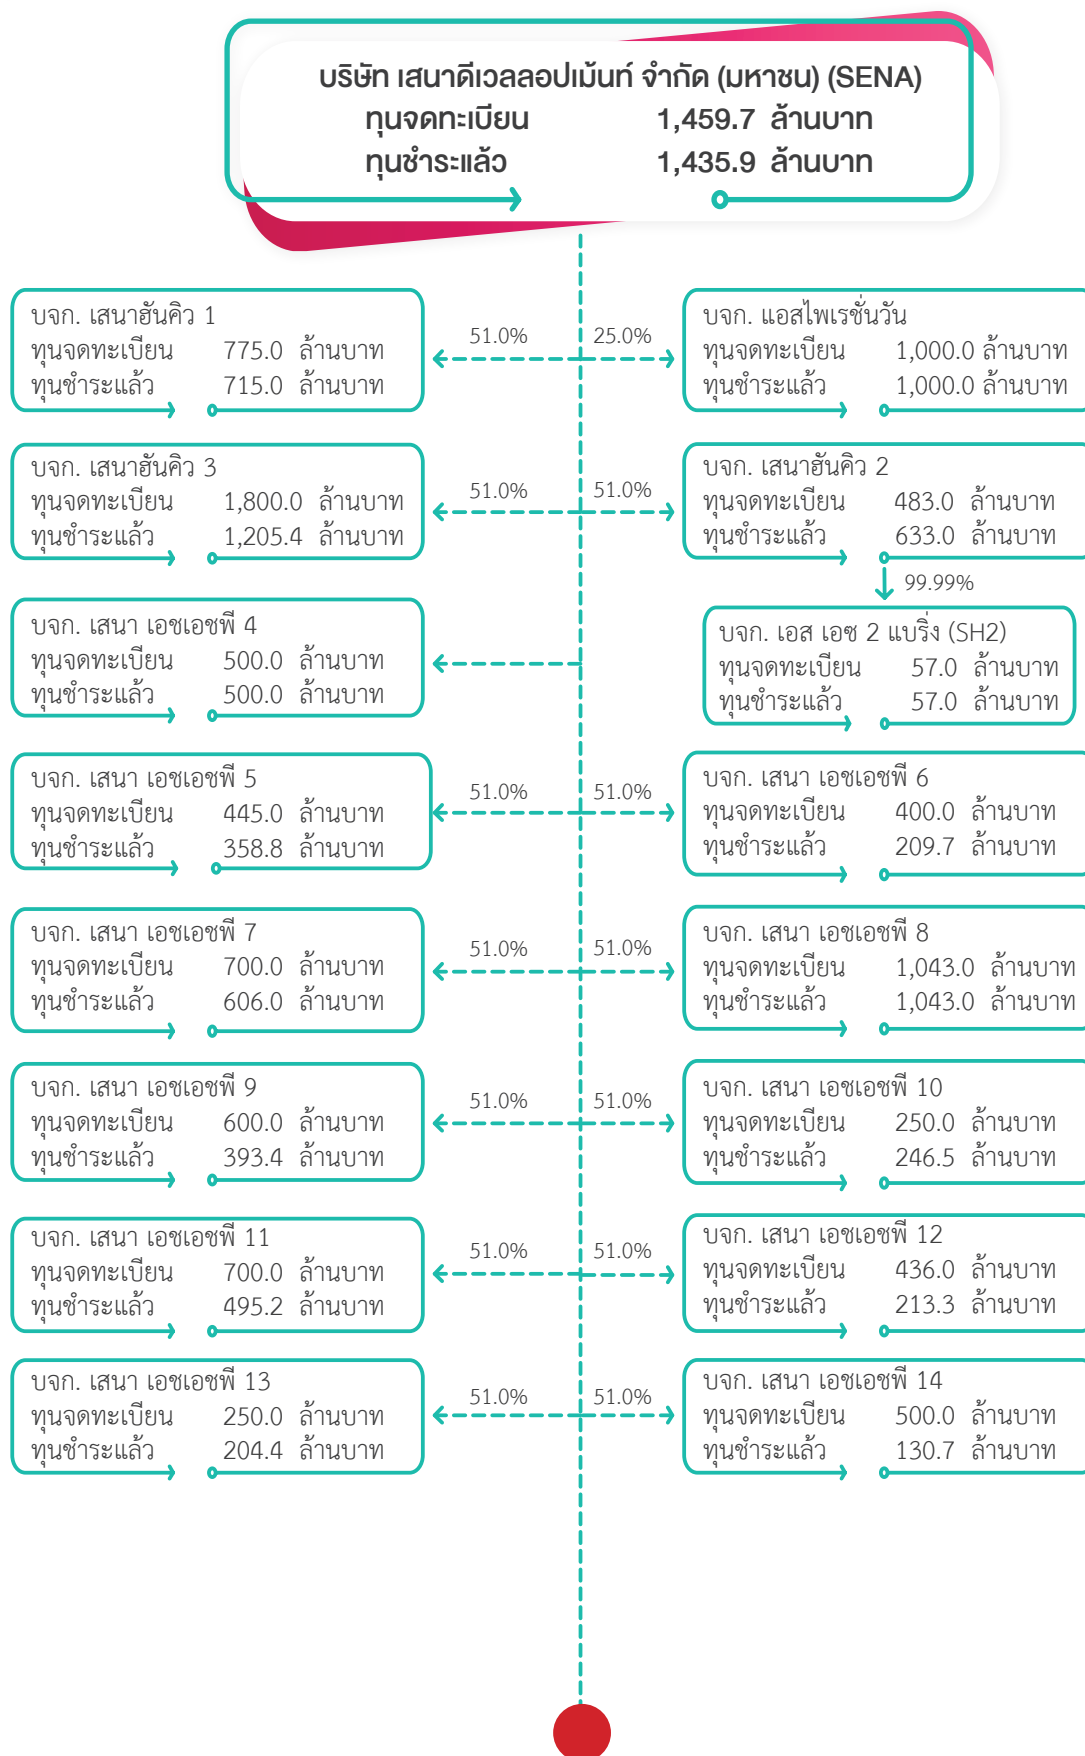 บริษัท เสนาดีเวลลอปเม้นท์ จำกัด (มหาชน) (SENA)
ทุนจดทะเบียน 1,459.7 ล้านบาท
ทุนชำระแล้ว 1,435.9 ล้านบาท
บจก. เสนาฮันคิว 1
ทุนจดทะเบียน 775.0 ล้านบาท
ทุนชำระแล้ว 715.0 ล้านบาท
51.0%
25.0%
บจก. แอสไพเรชั่นวัน
ทุนจดทะเบียน 1,000.0 ล้านบาท
ทุนชำระแล้ว 1,000.0 ล้านบาท
บจก. เสนาฮันคิว 3
ทุนจดทะเบียน 1,800.0 ล้านบาท
ทุนชำระแล้ว 1,205.4 ล้านบาท
51.0%
51.0%
บจก. เสนาฮันคิว 2
ทุนจดทะเบียน 483.0 ล้านบาท
ทุนชำระแล้ว 633.0 ล้านบาท
99.99%
บจก. เสนา เอชเอชพี 4
ทุนจดทะเบียน 500.0 ล้านบาท
ทุนชำระแล้ว 500.0 ล้านบาท
บจก. เอส เอซ 2 แบริ่ง (SH2)
ทุนจดทะเบียน 57.0 ล้านบาท
ทุนชำระแล้ว 57.0 ล้านบาท
บจก. เสนา เอชเอชพี 5
ทุนจดทะเบียน 445.0 ล้านบาท
ทุนชำระแล้ว 358.8 ล้านบาท
51.0%
51.0%
บจก. เสนา เอชเอชพี 6
ทุนจดทะเบียน 400.0 ล้านบาท
ทุนชำระแล้ว 209.7 ล้านบาท
บจก. เสนา เอชเอชพี 7
ทุนจดทะเบียน 700.0 ล้านบาท
ทุนชำระแล้ว 606.0 ล้านบาท
51.0%
51.0%
บจก. เสนา เอชเอชพี 8
ทุนจดทะเบียน 1,043.0 ล้านบาท
ทุนชำระแล้ว 1,043.0 ล้านบาท
บจก. เสนา เอชเอชพี 9
ทุนจดทะเบียน 600.0 ล้านบาท
ทุนชำระแล้ว 393.4 ล้านบาท
51.0%
51.0%
บจก. เสนา เอชเอชพี 10
ทุนจดทะเบียน 250.0 ล้านบาท
ทุนชำระแล้ว 246.5 ล้านบาท
บจก. เสนา เอชเอชพี 11
ทุนจดทะเบียน 700.0 ล้านบาท
ทุนชำระแล้ว 495.2 ล้านบาท
51.0%
51.0%
บจก. เสนา เอชเอชพี 12
ทุนจดทะเบียน 436.0 ล้านบาท
ทุนชำระแล้ว 213.3 ล้านบาท
บจก. เสนา เอชเอชพี 13
ทุนจดทะเบียน 250.0 ล้านบาท
ทุนชำระแล้ว 204.4 ล้านบาท
51.0%
51.0%
บจก. เสนา เอชเอชพี 14
ทุนจดทะเบียน 500.0 ล้านบาท
ทุนชำระแล้ว 130.7 ล้านบาท